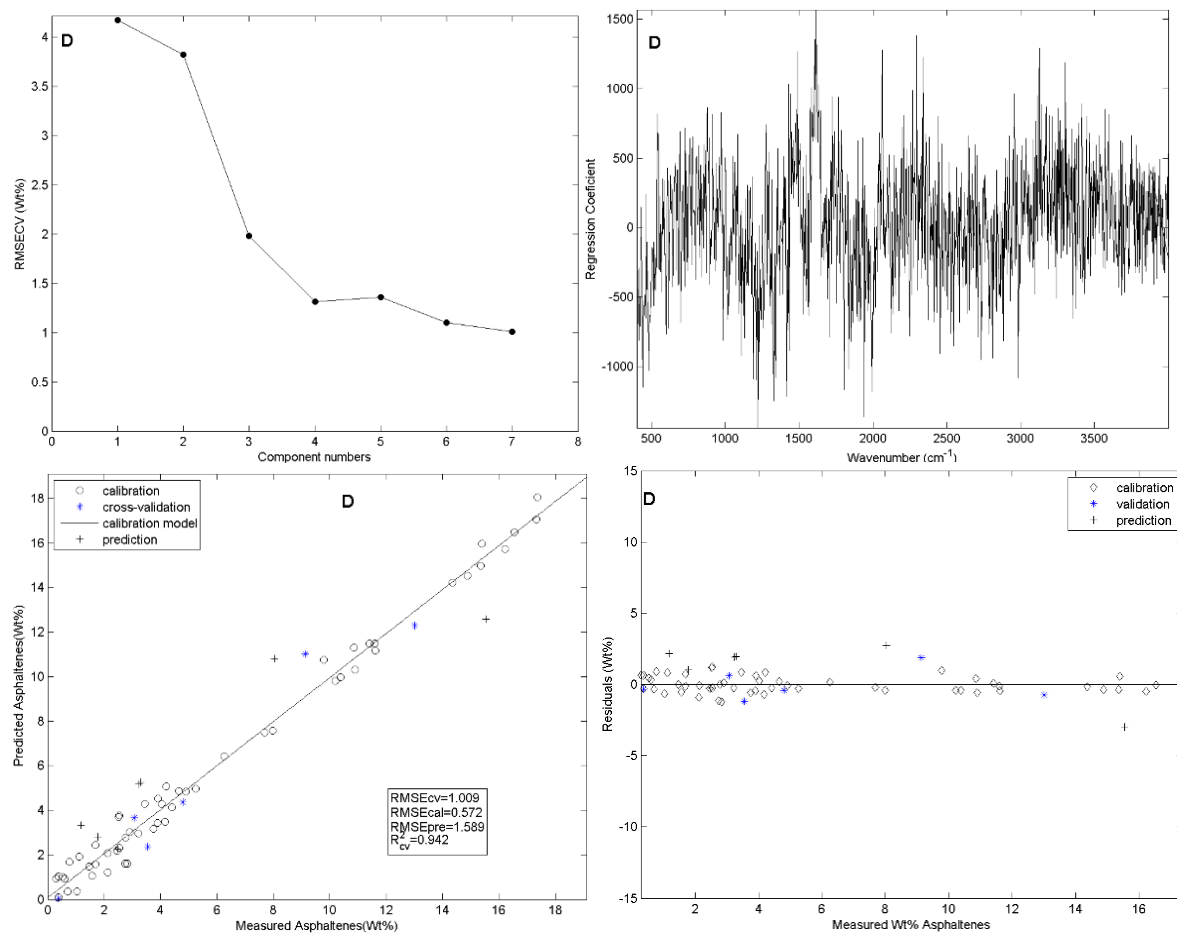 D
4
3.5
3
2.5
2
1.5
1
0.5
0
RMSECV (Wt%)
0 1 2 3 4 5 6 7 8
Component numbers
D
1500
1000
500
0
-500
-1000
Regression Coeficient
500 1000 1500 2000 2500 3000 3500
Wavenumber (cm-1)
calibration
cross-validation
calibration model
prediction
D
18
16
14
12
10
8
6
4
2
0
Predicted Asphaltenes(Wt%)
RMSEcv=1.009
RMSEcal=0.572
RMSEpre=1.589
R2cv=0.942
0 2 4 6 8 10 12 14 16 18
Measured Asphaltenes(Wt%)
D
calibration
validation
prediction
15
10
5
0
-5
-10
-15
Residuals (Wt%)
2 4 6 8 10 12 14 16
Measured Wt% Asphaltenes